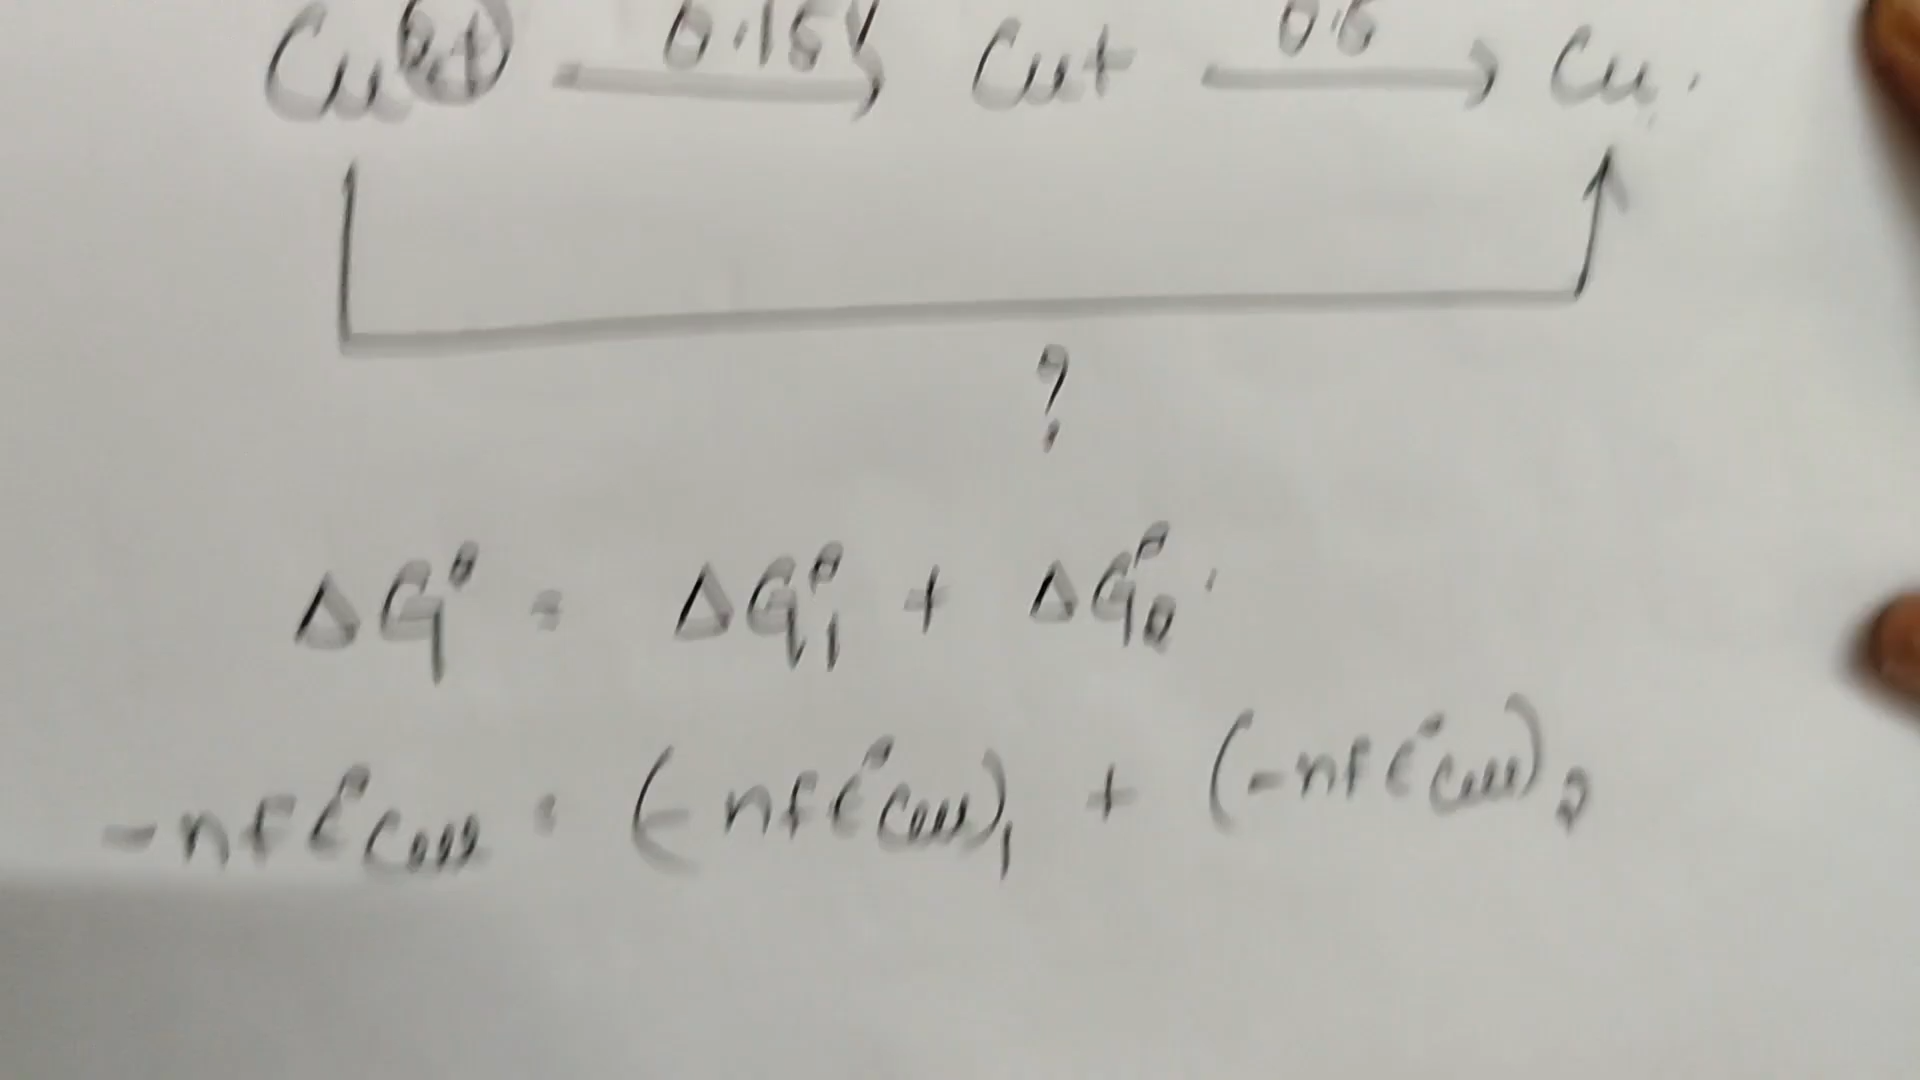 Cu2+ 0.15V Cu+ 0.5 Cu.
?
ΔG° = ΔG°1 + ΔG°2.
-nFE°Cell = (-nFE°Cell)1 + (-nFE°Cell)2